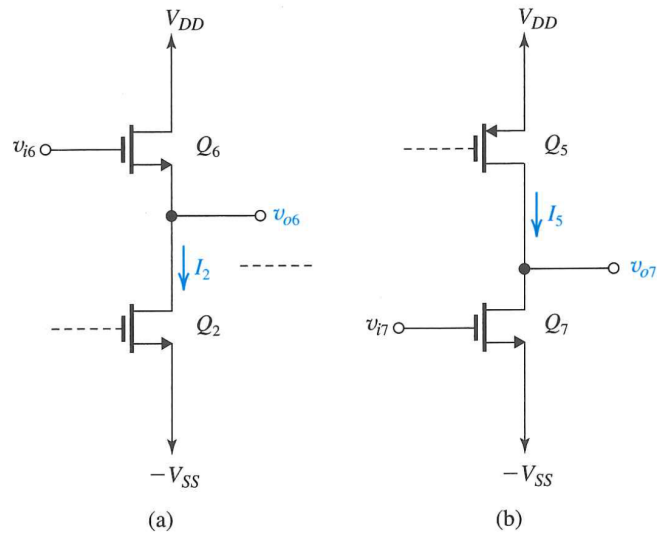 V_DD
v_i6
Q_6
v_o6
I_2
Q_2
−V_SS
(a)
V_DD
Q_5
I_5
v_o7
v_i7
Q_7
−V_SS
(b)